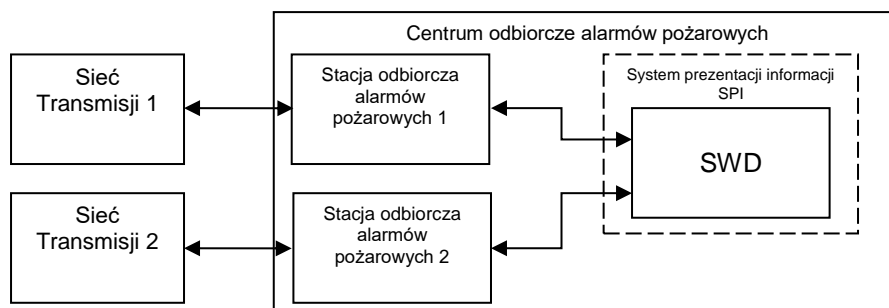 Centrum odbiorcze alarmów pożarowych
Sieć
Transmisji 1
Stacja odbiorcza
alarmów
pożarowych 1
System prezentacji informacji
SPI
SWD
Sieć
Transmisji 2
Stacja odbiorcza
alarmów
pożarowych 2